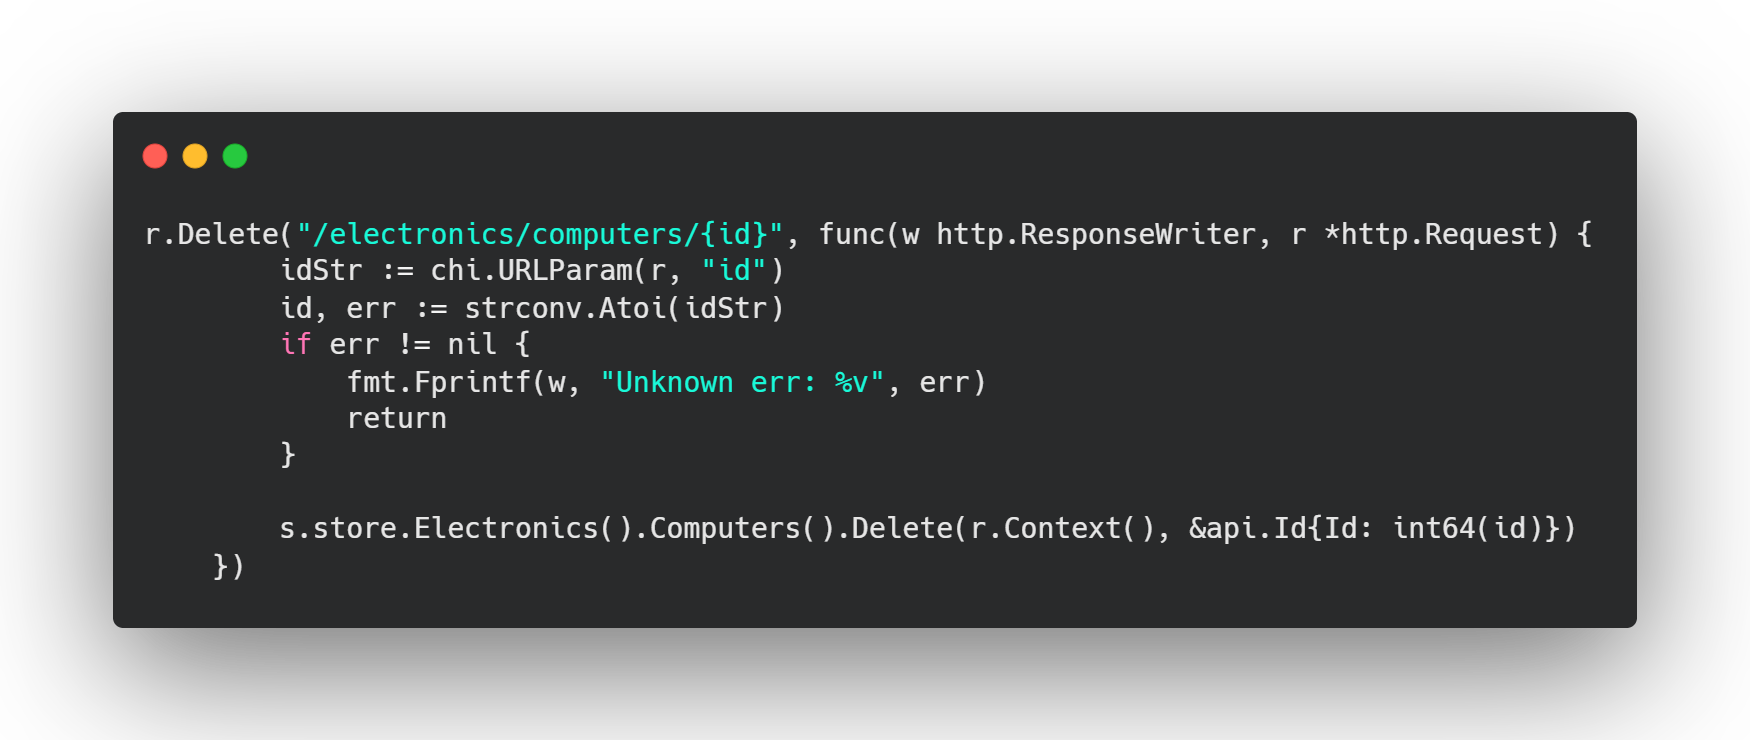 r.Delete("/electronics/computers/{id}", func(w http.ResponseWriter, r *http.Request) {
        idStr := chi.URLParam(r, "id")
        id, err := strconv.Atoi(idStr)
        if err != nil {
            fmt.Fprintf(w, "Unknown err: %v", err)
            return
        }

        s.store.Electronics().Computers().Delete(r.Context(), &api.Id{Id: int64(id)})
    })